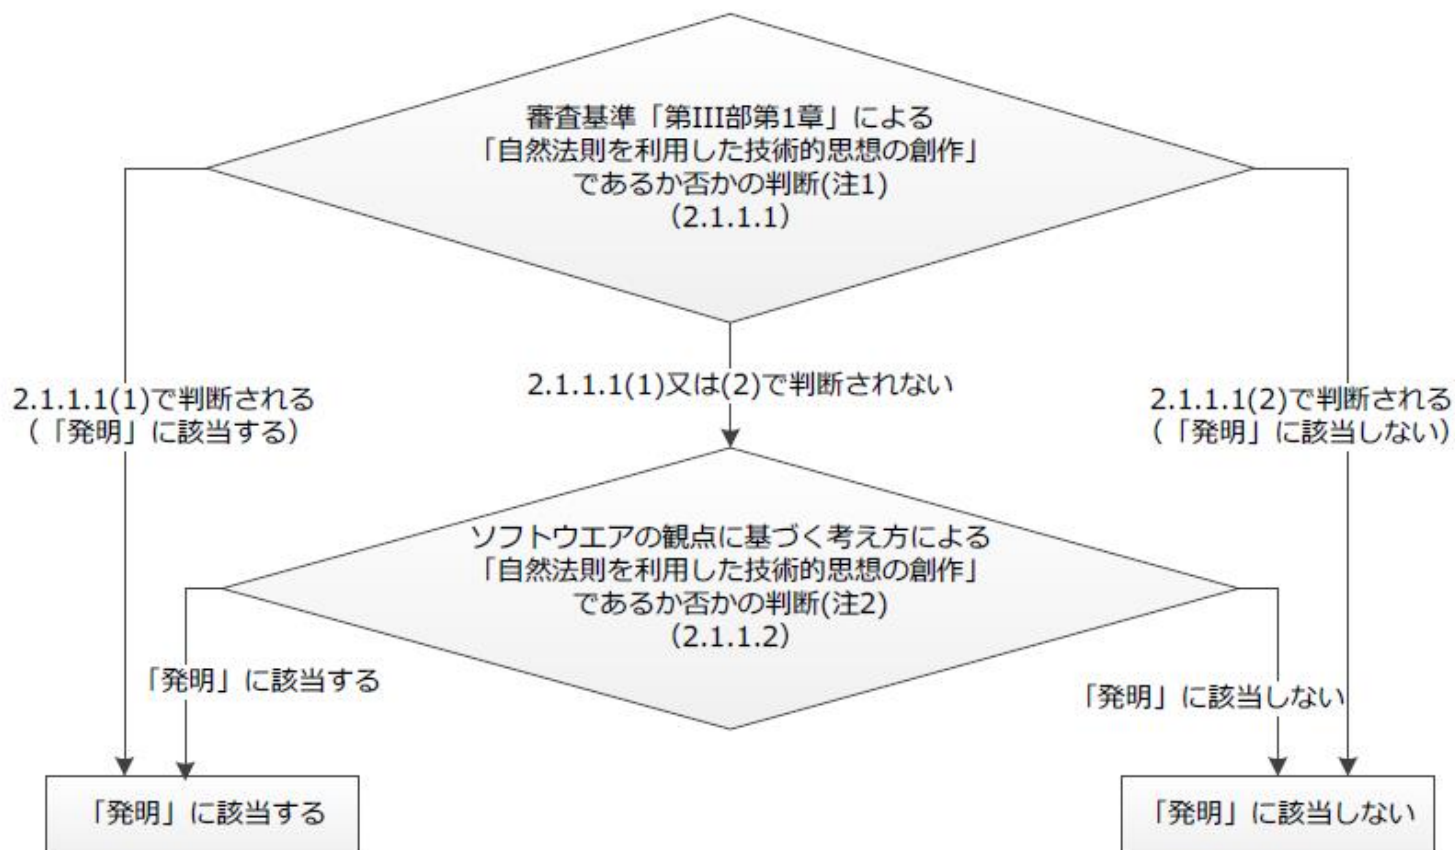 審査基準「第III部第1章」による
「自然法則を利用した技術的思想の創作」
であるか否かの判断(注1)
（2.1.1.1）
2.1.1.1(1)で判断される
（「発明」に該当する）
2.1.1.1(1)又は(2)で判断されない
2.1.1.1(2)で判断される
（「発明」に該当しない）
ソフトウエアの観点に基づく考え方による
「自然法則を利用した技術的思想の創作」
であるか否かの判断(注2)
（2.1.1.2）
「発明」に該当する
「発明」に該当しない
「発明」に該当する
「発明」に該当しない